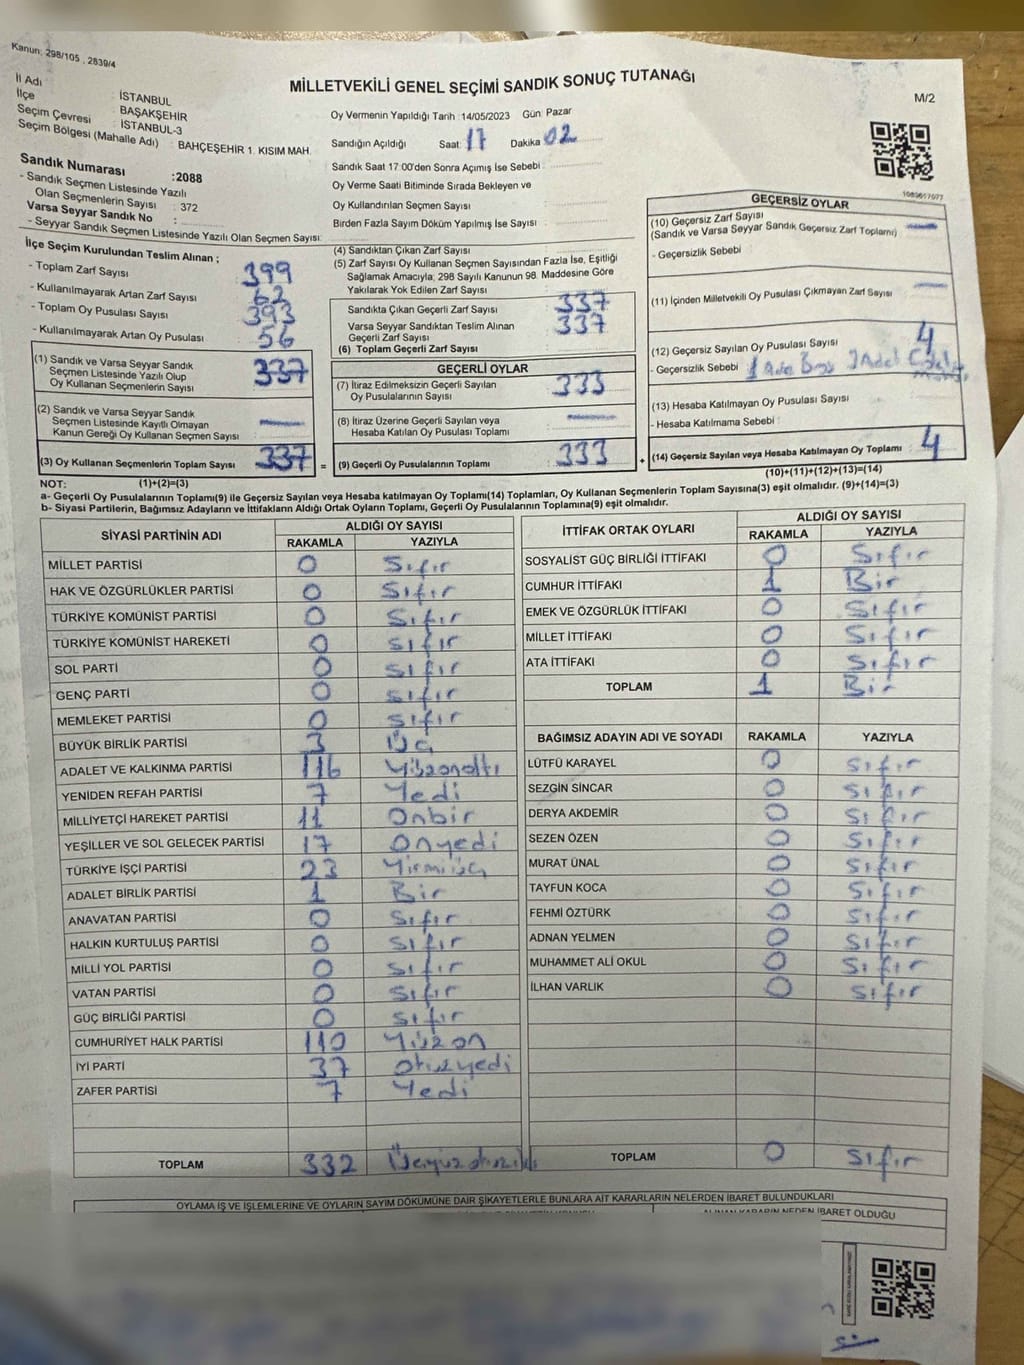 Kanun; 298/105 , 2839/4
MİLLETVEKİLİ GENEL SEÇİMİ SANDIK SONUÇ TUTANAĞI
M/2
İl Adı : İSTANBUL
İlçe : BAŞAKŞEHİR
Seçim Çevresi : İSTANBUL-3
Seçim Bölgesi (Mahalle Adı) : BAHÇEŞEHİR 1. KISIM MAH.
Sandık Numarası :2088
- Sandık Seçmen Listesinde Yazılı
Olan Seçmenlerin Sayısı : 372
Varsa Seyyar Sandık No :
- Seyyar Sandık Seçmen Listesinde Yazılı Olan Seçmen Sayısı:
Oy Vermenin Yapıldığı Tarih :14/05/2023 Gün: Pazar
Sandığın Açıldığı Saat: 17 Dakika: 02
Sandık Saat 17:00'den Sonra Açımış İse Sebebi :
Oy Verme Saati Bitiminde Sırada Bekleyen ve
Oy Kullandırılan Seçmen Sayısı :
Birden Fazla Sayım Döküm Yapılmış İse Sayısı :
1089617077
İlçe Seçim Kurulundan Teslim Alınan ;
- Toplam Zarf Sayısı : 399
- Kullanılmayarak Artan Zarf Sayısı : 62
- Toplam Oy Pusulası Sayısı : 393
- Kullanılmayarak Artan Oy Pusulası : 56
(1) Sandık ve Varsa Seyyar Sandık
Seçmen Listesinde Yazılı Olup
Oy Kullanan Seçmenlerin Sayısı : 337
(2) Sandık ve Varsa Seyyar Sandık
Seçmen Listesinde Kayıtlı Olmayan
Kanun Gereği Oy Kullanan Seçmen Sayısı :
(3) Oy Kullanan Seçmenlerin Toplam Sayısı : 337 =
(4) Sandıktan Çıkan Zarf Sayısı :
(5) Zarf Sayısı Oy Kullanan Seçmen Sayısından Fazla İse, Eşitliği
Sağlamak Amacıyla; 298 Sayılı Kanunun 98. Maddesine Göre
Yakılarak Yok Edilen Zarf Sayısı :
Sandıkta Çıkan Geçerli Zarf Sayısı : 337
Varsa Seyyar Sandıktan Teslim Alınan 337
Geçerli Zarf Sayısı :
(6) Toplam Geçerli Zarf Sayısı :
GEÇERLİ OYLAR
(7) İtiraz Edilmeksizin Geçerli Sayılan
Oy Pusulalarının Sayısı : 333
(8) İtiraz Üzerine Geçerli Sayılan veya
Hesaba Katılan Oy Pusulası Toplamı :
(9) Geçerli Oy Pusulalarının Toplamı : 333 +
GEÇERSİZ OYLAR
(10) Geçersiz Zarf Sayısı
(Sandık ve Varsa Seyyar Sandık Geçersiz Zarf Toplamı) :
- Geçersizlik Sebebi :
(11) İçinden Milletvekili Oy Pusulası Çıkmayan Zarf Sayısı :
(12) Geçersiz Sayılan Oy Pusulası Sayısı : 4
- Geçersizlik Sebebi : 1 Adet
(13) Hesaba Katılmayan Oy Pusulası Sayısı :
- Hesaba Katılmama Sebebi :
(14) Geçersiz Sayılan veya Hesaba Katılmayan Oy Toplamı : 4
NOT: (1)+(2)=(3)
(10)+(11)+(12)+(13)=(14)
a- Geçerli Oy Pusulalarının Toplamı(9) ile Geçersiz Sayılan veya Hesaba katılmayan Oy Toplamı(14) Toplamları, Oy Kullanan Seçmenlerin Toplam Sayısına(3) eşit olmalıdır. (9)+(14)=(3)
b- Siyasi Partilerin, Bağımsız Adayların ve İttifakların Aldığı Ortak Oyların Toplamı, Geçerli Oy Pusulalarının Toplamına(9) eşit olmalıdır.
SİYASİ PARTİNİN ADI ALDIĞI OY SAYISI
RAKAMLA YAZIYLA
MİLLET PARTİSİ 0 Sıfır
HAK VE ÖZGÜRLÜKLER PARTİSİ 0 Sıfır
TÜRKİYE KOMÜNİST PARTİSİ 0 Sıfır
TÜRKİYE KOMÜNİST HAREKETİ 0 Sıfır
SOL PARTİ 0 Sıfır
GENÇ PARTİ 0 Sıfır
MEMLEKET PARTİSİ 0 Sıfır
BÜYÜK BİRLİK PARTİSİ 3 Üç
ADALET VE KALKINMA PARTİSİ 116 Yüzonaltı
YENİDEN REFAH PARTİSİ 7 Yedi
MİLLİYETÇİ HAREKET PARTİSİ 11 Onbir
YEŞİLLER VE SOL GELECEK PARTİSİ 17 Onyedi
TÜRKİYE İŞÇİ PARTİSİ 23 Yirmiüç
ADALET BİRLİK PARTİSİ 1 Bir
ANAVATAN PARTİSİ 0 Sıfır
HALKIN KURTULUŞ PARTİSİ 0 Sıfır
MİLLİ YOL PARTİSİ 0 Sıfır
VATAN PARTİSİ 0 Sıfır
GÜÇ BİRLİĞİ PARTİSİ 0 Sıfır
CUMHURİYET HALK PARTİSİ 110 Yüzon
İYİ PARTİ 37 Otuzyedi
ZAFER PARTİSİ 7 Yedi
TOPLAM 332 Üçyüzotuziki
İTTİFAK ORTAK OYLARI ALDIĞI OY SAYISI
RAKAMLA YAZIYLA
SOSYALİST GÜÇ BİRLİĞİ İTTİFAKI 0 Sıfır
CUMHUR İTTİFAKI 1 Bir
EMEK VE ÖZGÜRLÜK İTTİFAKI 0 Sıfır
MİLLET İTTİFAKI 0 Sıfır
ATA İTTİFAKI 0 Sıfır
TOPLAM 1 Bir
BAĞIMSIZ ADAYIN ADI VE SOYADI RAKAMLA YAZIYLA
LÜTFÜ KARAYEL 0 Sıfır
SEZGİN SİNCAR 0 Sıfır
DERYA AKDEMİR 0 Sıfır
SEZEN ÖZEN 0 Sıfır
MURAT ÜNAL 0 Sıfır
TAYFUN KOCA 0 Sıfır
FEHMİ ÖZTÜRK 0 Sıfır
ADNAN YELMEN 0 Sıfır
MUHAMMET ALİ OKUL 0 Sıfır
İLHAN VARLIK 0 Sıfır
TOPLAM 0 Sıfır
OYLAMA İŞ VE İŞLEMLERİNE VE OYLARIN SAYIM DÖKÜMÜNE DAİR ŞİKAYETLERLE BUNLARA AİT KARARLARIN NELERDEN İBARET BULUNDUKLARI
ALINAN KARARIN NEDEN İBARET OLDUĞU